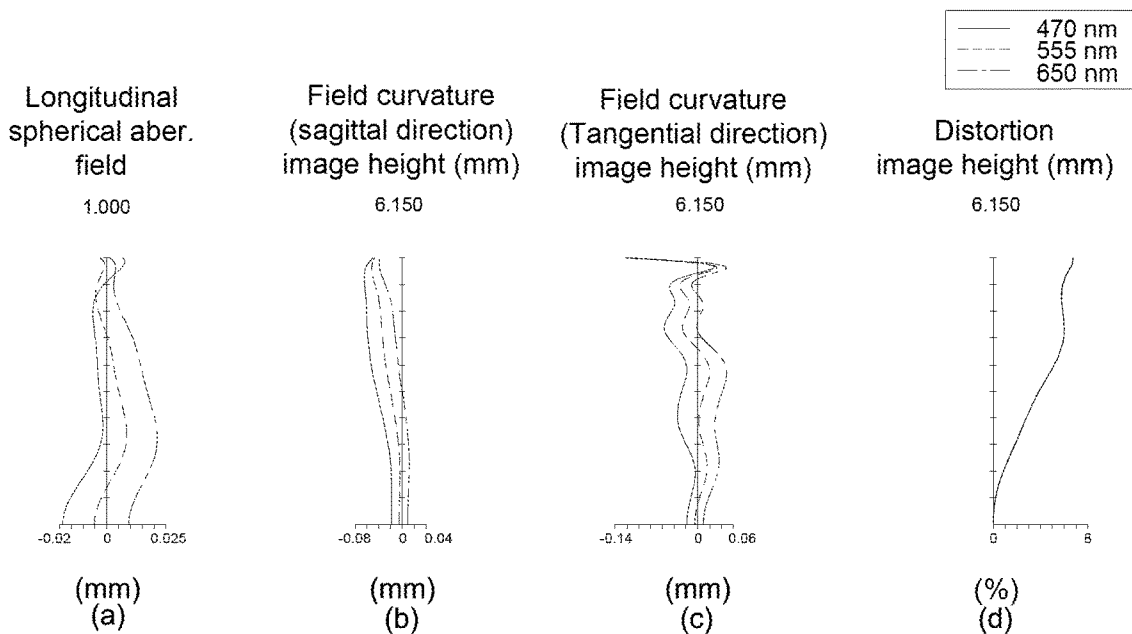 470 nm
555 nm
650 nm
Longitudinal
spherical aber.
field
1.000
Field curvature
(sagittal direction)
image height (mm)
6.150
Field curvature
(Tangential direction)
image height (mm)
6.150
Distortion
image height (mm)
6.150
-0.02 0 0.025
(mm)
(a)
-0.08 0 0.04
(mm)
(b)
-0.14 0 0.06
(mm)
(c)
0 6
(%)
(d)